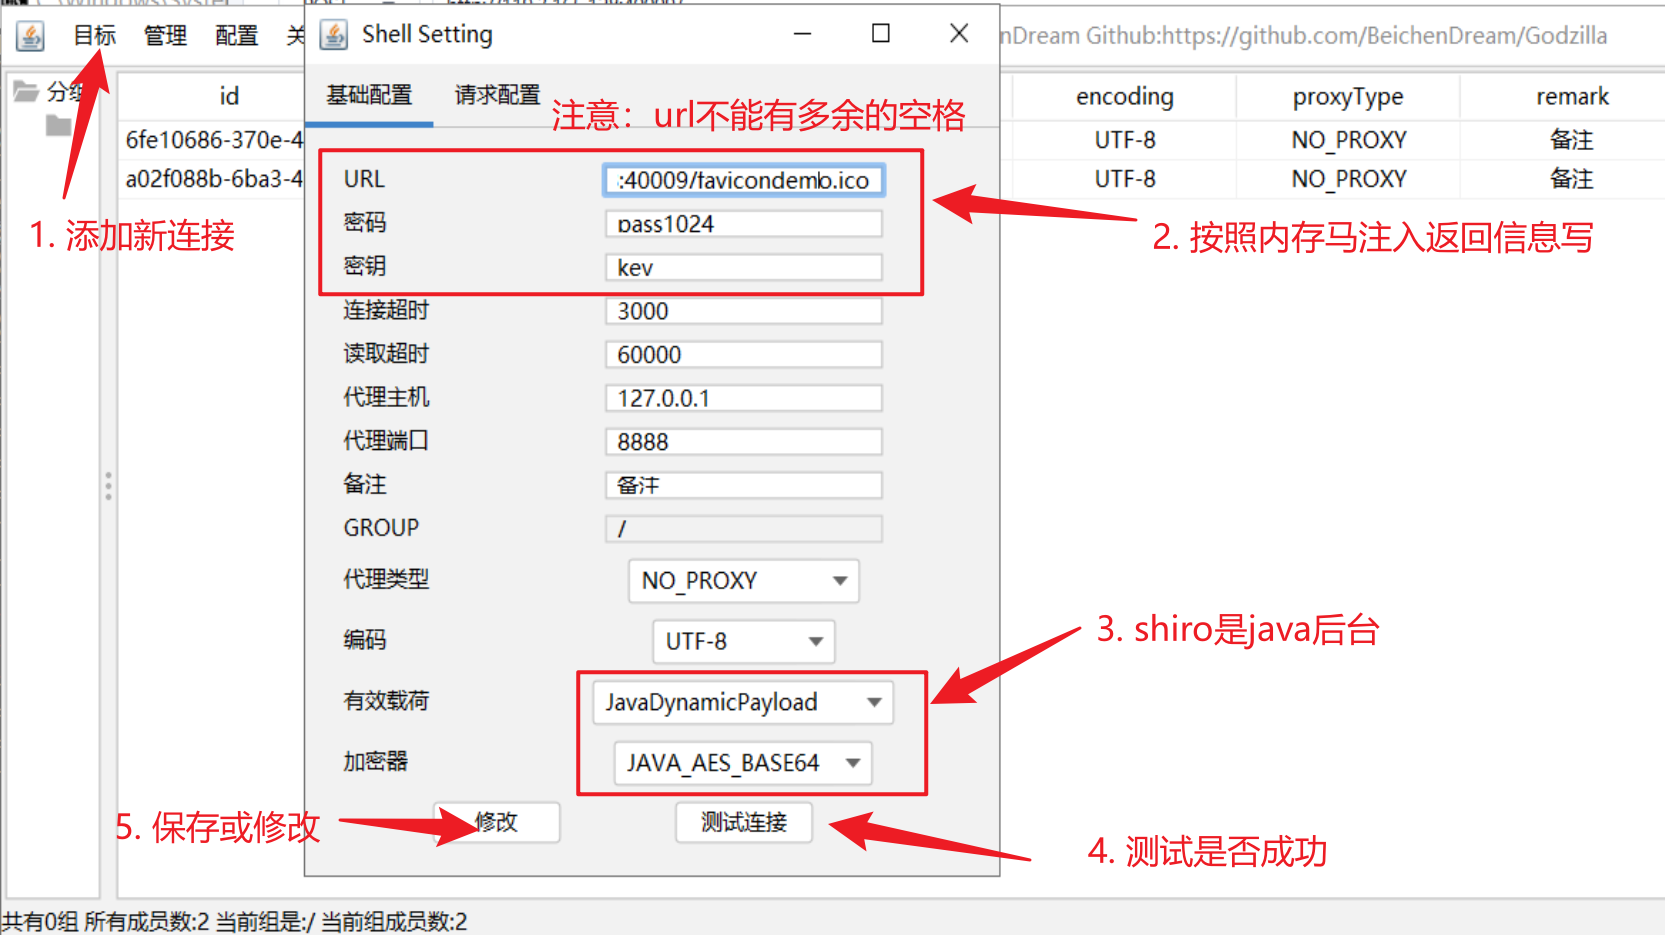 目标 管理 配置
Shell Setting
nDream Github:https://github.com/BeichenDream/Godzilla
id
encoding
proxyType
remark
6fe10686-370e-4
UTF-8
NO_PROXY
备注
a02f088b-6ba3-4
UTF-8
NO_PROXY
备注
1. 添加新连接
基础配置
请求配置
注意：url不能有多余的空格
URL
:40009/favicondemo.ico
密码
pass1024
密钥
key
2. 按照内存马注入返回信息写
连接超时
3000
读取超时
60000
代理主机
127.0.0.1
代理端口
8888
备注
备注
GROUP
/
代理类型
NO_PROXY
编码
UTF-8
3. shiro是java后台
有效载荷
JavaDynamicPayload
加密器
JAVA_AES_BASE64
修改
测试连接
5. 保存或修改
4. 测试是否成功
共有0组 所有成员数:2 当前组是:/ 当前组成员数:2